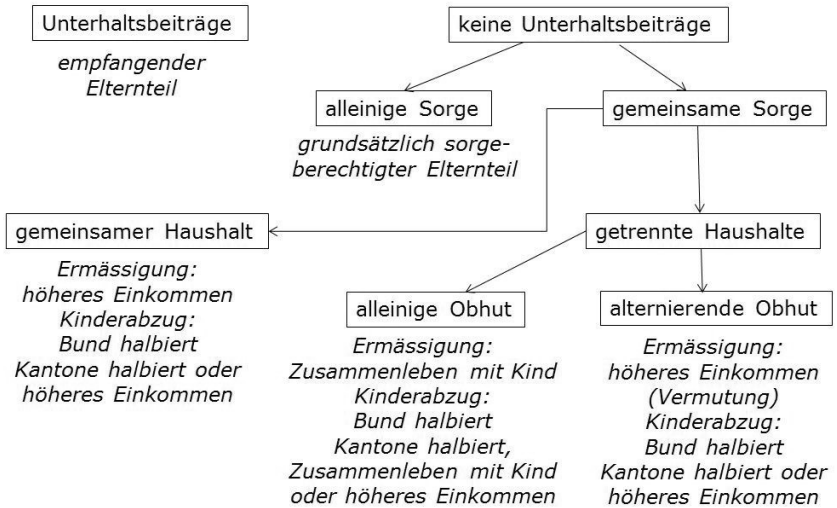 Unterhaltsbeiträge
empfangender
Elternteil
keine Unterhaltsbeiträge
alleinige Sorge
grundsätzlich sorge-
berechtigter Elternteil
gemeinsame Sorge
gemeinsamer Haushalt
Ermässigung:
höheres Einkommen
Kinderabzug:
Bund halbiert
Kantone halbiert oder
höheres Einkommen
getrennte Haushalte
alleinige Obhut
Ermässigung:
Zusammenleben mit Kind
Kinderabzug:
Bund halbiert
Kantone halbiert,
Zusammenleben mit Kind
oder höheres Einkommen
alternierende Obhut
Ermässigung:
höheres Einkommen
(Vermutung)
Kinderabzug:
Bund halbiert
Kantone halbiert oder
höheres Einkommen